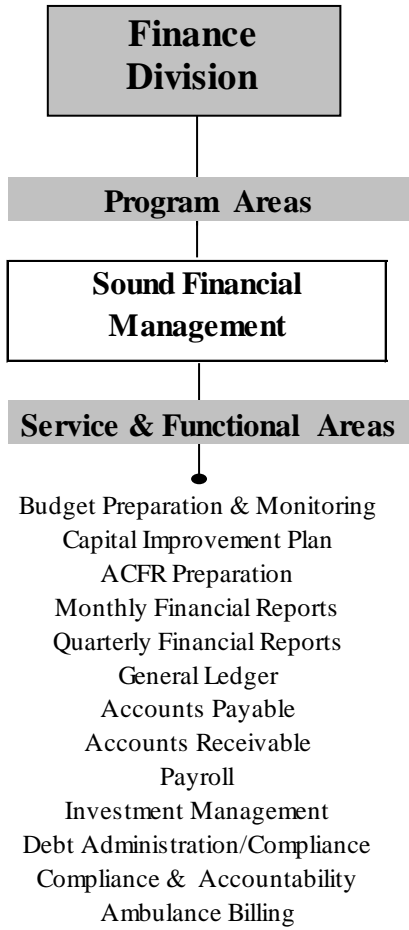 Finance
Division
Program Areas
Sound Financial
Management
Service & Functional Areas
Budget Preparation & Monitoring
Capital Improvement Plan
ACFR Preparation
Monthly Financial Reports
Quarterly Financial Reports
General Ledger
Accounts Payable
Accounts Receivable
Payroll
Investment Management
Debt Administration/Compliance
Compliance & Accountability
Ambulance Billing